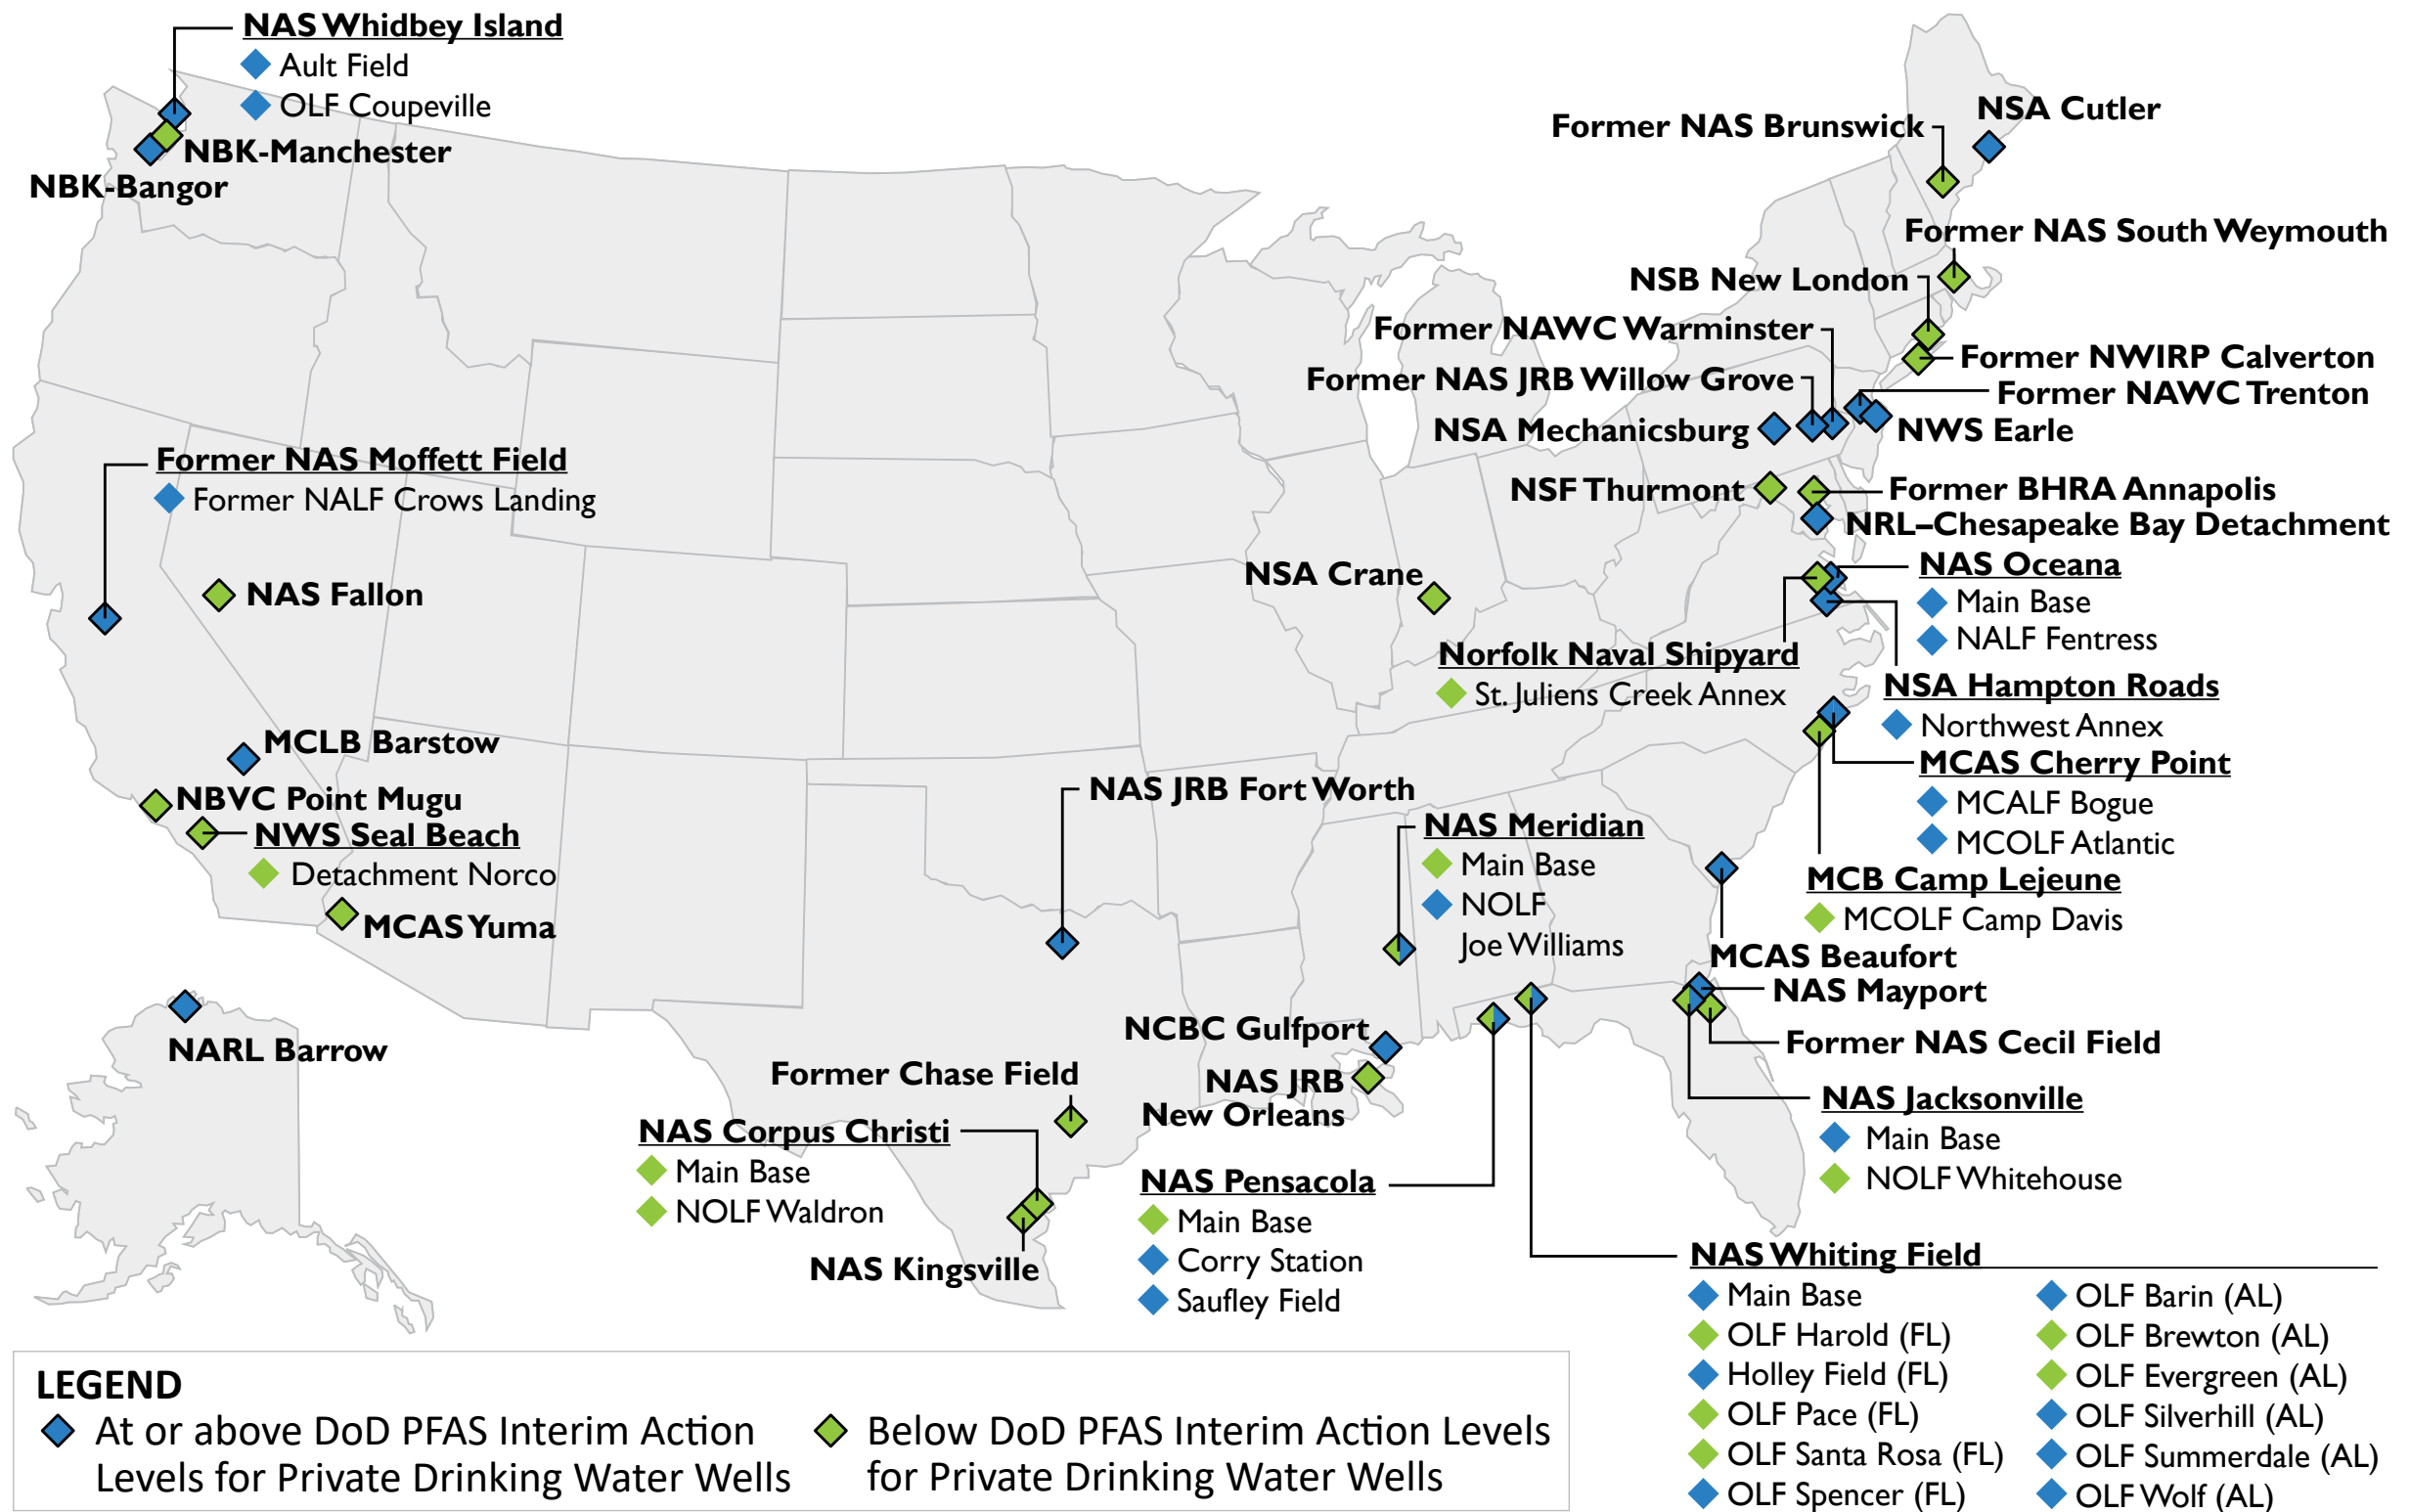 NAS Whidbey Island
Ault Field
OLF Coupeville
NBK-Manchester
NBK-Bangor
Former NAS Moffett Field
Former NALF Crows Landing
NAS Fallon
MCLB Barstow
NBVC Point Mugu
NWS Seal Beach
Detachment Norco
MCAS Yuma
NARL Barrow
NSA Cutler
Former NAS Brunswick
Former NAS South Weymouth
NSB New London
Former NAWC Warminster
Former NWIRP Calverton
Former NAS JRB Willow Grove
Former NAWC Trenton
NSA Mechanicsburg
NWS Earle
NSF Thurmont
Former BHRA Annapolis
NRL–Chesapeake Bay Detachment
NSA Crane
NAS Oceana
Main Base
NALF Fentress
Norfolk Naval Shipyard
St. Juliens Creek Annex
NSA Hampton Roads
Northwest Annex
MCAS Cherry Point
MCALF Bogue
MCOLF Atlantic
MCB Camp Lejeune
MCOLF Camp Davis
NAS JRB Fort Worth
NAS Meridian
Main Base
NOLF
Joe Williams
MCAS Beaufort
NAS Mayport
Former NAS Cecil Field
NAS Jacksonville
Main Base
NOLF Whitehouse
NCBC Gulfport
NAS JRB
New Orleans
Former Chase Field
NAS Corpus Christi
Main Base
NOLF Waldron
NAS Kingsville
NAS Pensacola
Main Base
Corry Station
Saufley Field
NAS Whiting Field
Main Base
OLF Harold (FL)
Holley Field (FL)
OLF Pace (FL)
OLF Santa Rosa (FL)
OLF Spencer (FL)
OLF Barin (AL)
OLF Brewton (AL)
OLF Evergreen (AL)
OLF Silverhill (AL)
OLF Summerdale (AL)
OLF Wolf (AL)
LEGEND
At or above DoD PFAS Interim Action
Levels for Private Drinking Water Wells
Below DoD PFAS Interim Action Levels
for Private Drinking Water Wells